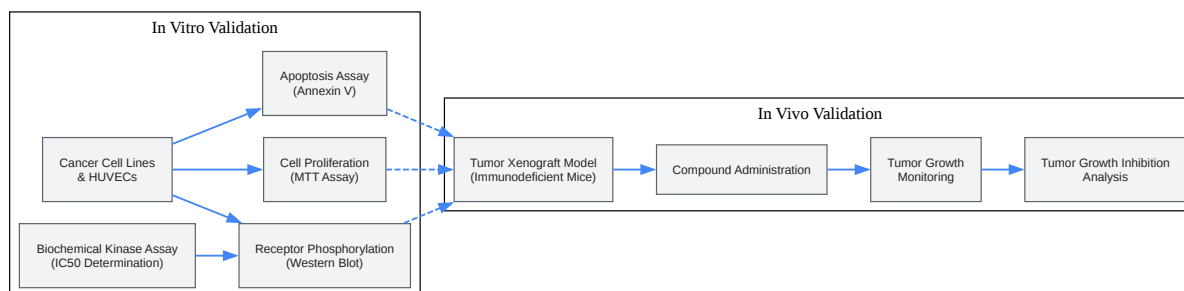 In Vitro Validation
Apoptosis Assay
(Annexin V)
Cancer Cell Lines
& HUVECs
Cell Proliferation
(MTT Assay)
Biochemical Kinase Assay
(IC50 Determination)
Receptor Phosphorylation
(Western Blot)
In Vivo Validation
Tumor Xenograft Model
(Immunodeficient Mice)
Compound Administration
Tumor Growth
Monitoring
Tumor Growth Inhibition
Analysis